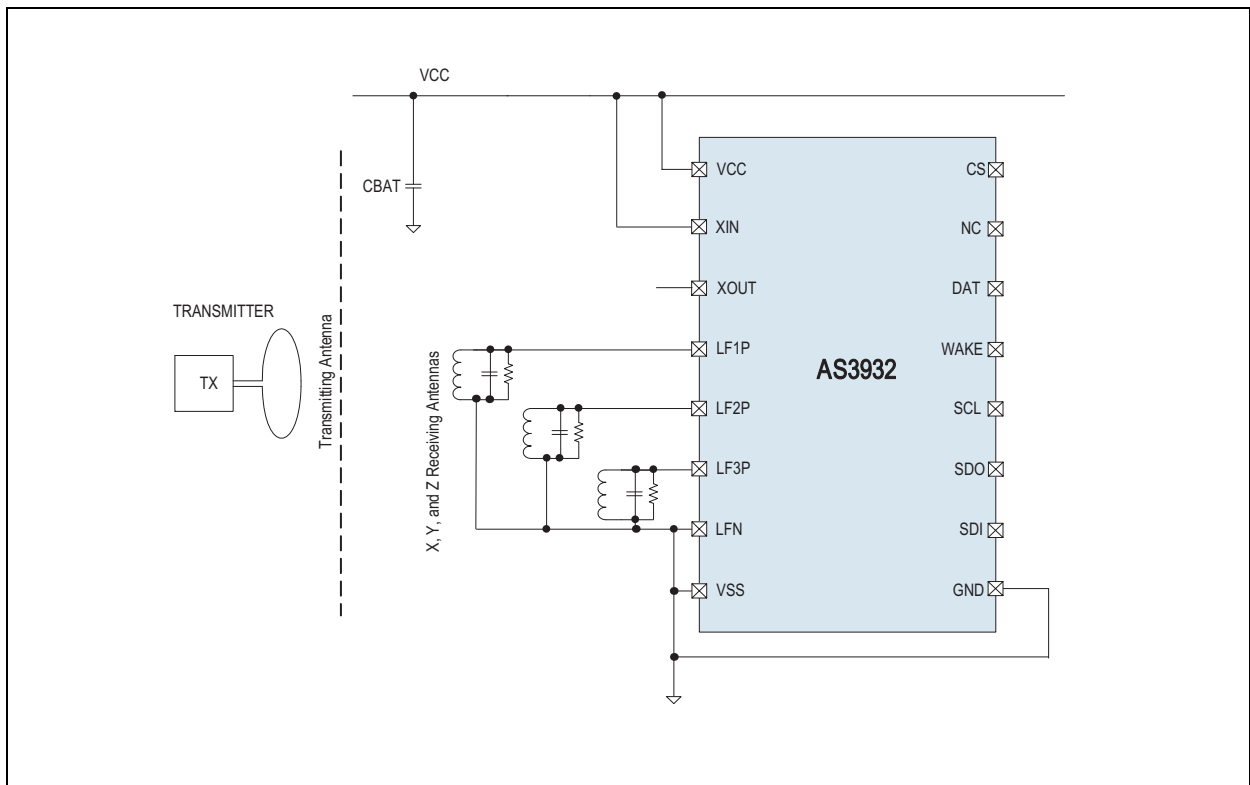 VCC
CBAT
TRANSMITTER
TX
Transmitting Antenna
X, Y, and Z Receiving Antennas
VCC
XIN
XOUT
LF1P
LF2P
LF3P
LFN
VSS
AS3932
CS
NC
DAT
WAKE
SCL
SDO
SDI
GND